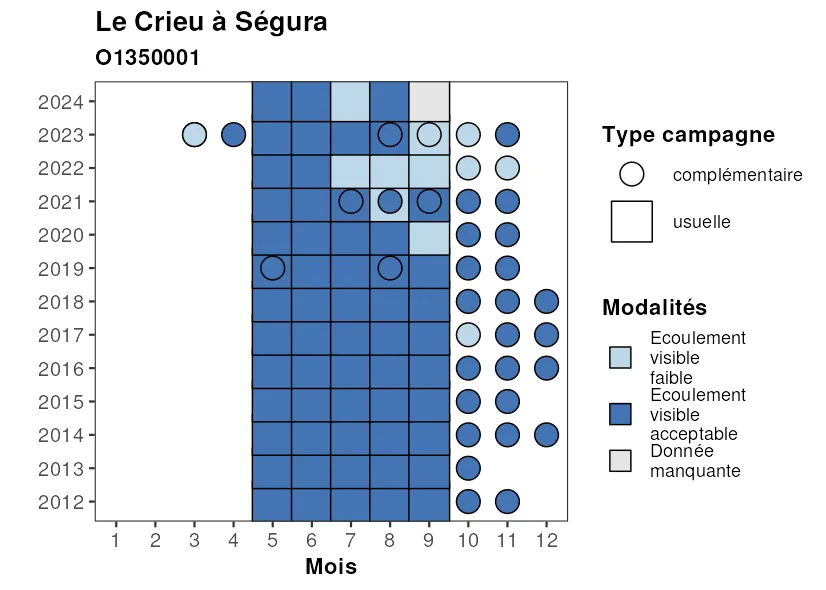 Le Crieu à Ségura
O1350001
2024
2023
2022
2021
2020
2019
2018
2017
2016
2015
2014
2013
2012
1 2 3 4 5 6 7 8 9 10 11 12
Mois
Type campagne
complémentaire
usuelle
Modalités
Ecoulement
visible
faible
Ecoulement
visible
acceptable
Donnée
manquante